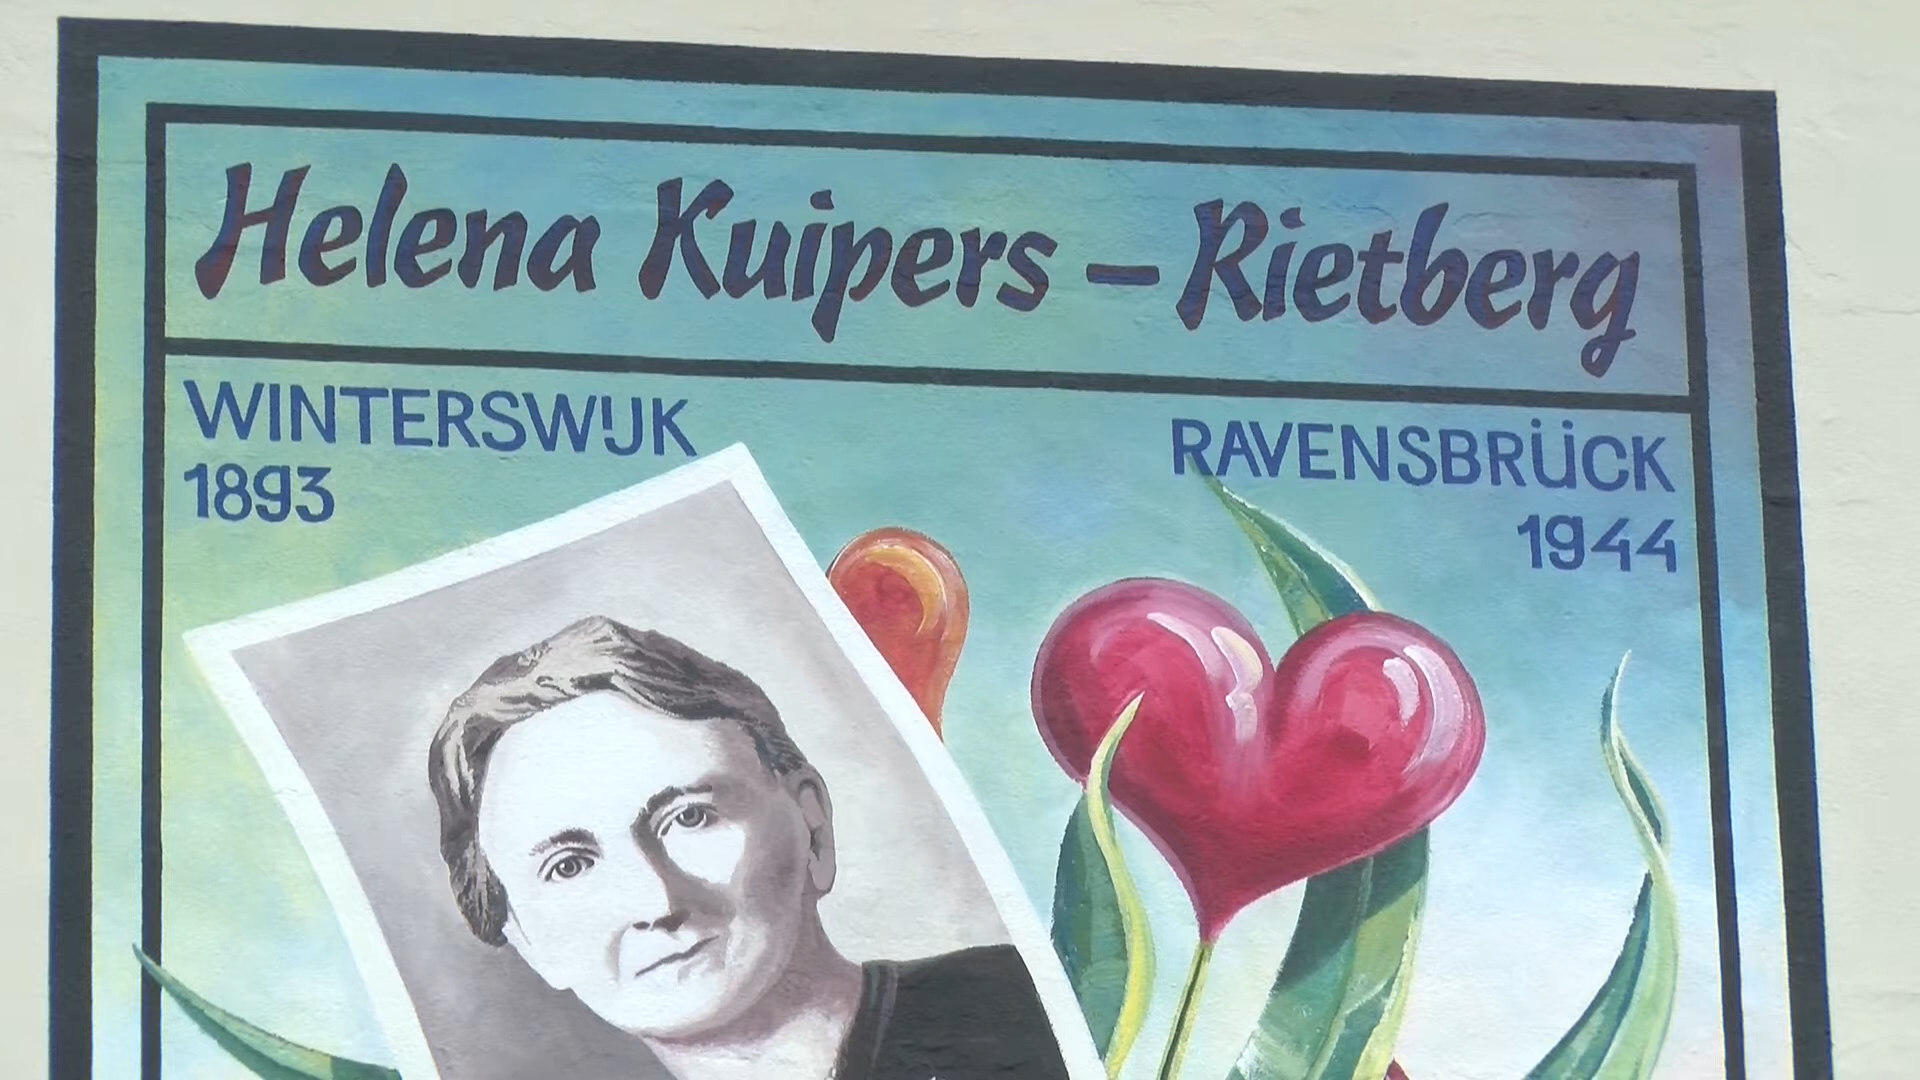 Helena Kuipers – Rietberg
WINTERSWIJK
1893
RAVENSBRÜCK
1944